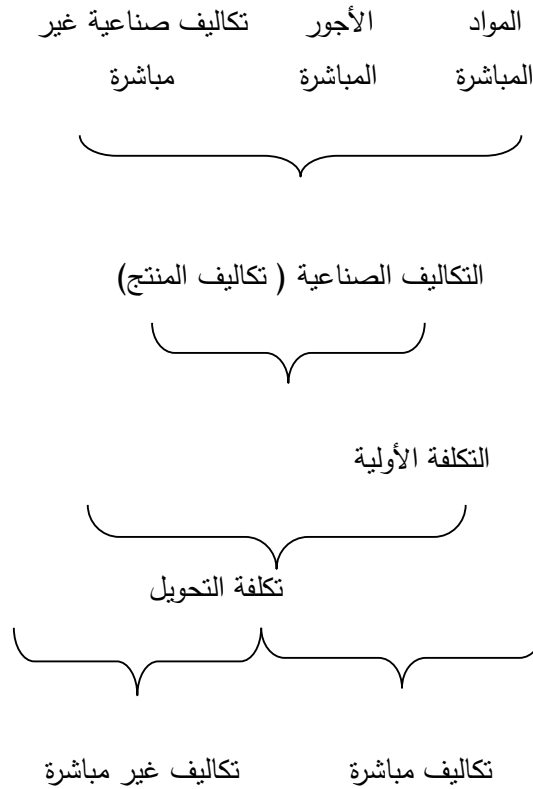 المواد الأجور تكاليف صناعية غير
المباشرة المباشرة مباشرة
التكاليف الصناعية ( تكاليف المنتج)
التكلفة الأولية
تكلفة التحويل
تكاليف مباشرة تكاليف غير مباشرة